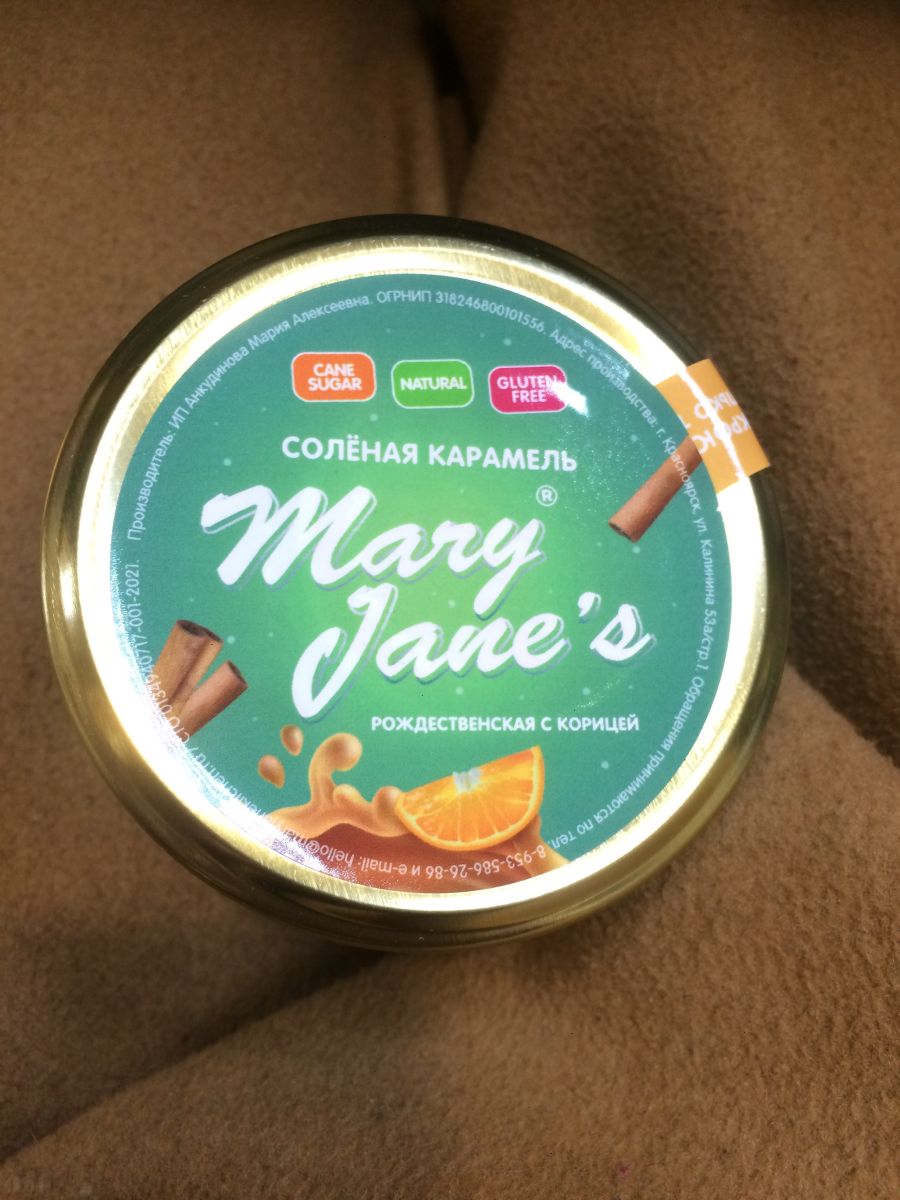 CANE
SUGAR
NATURAL
GLUTEN
FREE
СОЛЁНАЯ КАРАМЕЛЬ
Mary®
Jane's
РОЖДЕСТВЕНСКАЯ С КОРИЦЕЙ
Производитель: ИП Анкудинова Мария Алексеевна. ОГРНИП 318246800101556. Адрес производства: г. Красноярск, ул. Калинина 53а/стр.1. Обращения принимаются по тел. 8-953-586-26-86 и e-mail: